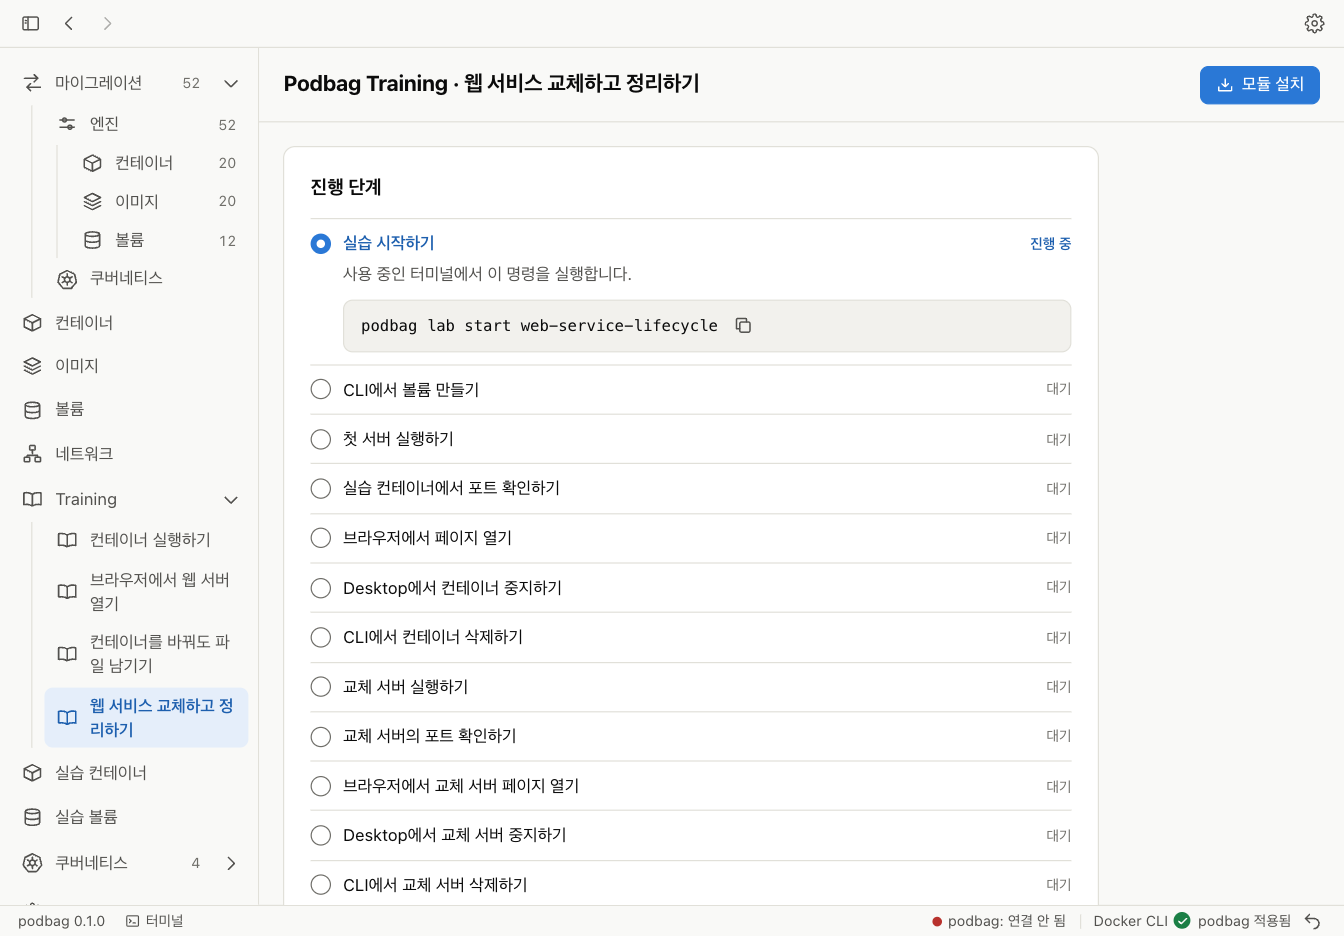 마이그레이션 52
엔진 52
컨테이너 20
이미지 20
볼륨 12
쿠버네티스
컨테이너
이미지
볼륨
네트워크
Training
컨테이너 실행하기
브라우저에서 웹 서버
열기
컨테이너를 바꿔도 파
일 남기기
웹 서비스 교체하고 정
리하기
실습 컨테이너
실습 볼륨
쿠버네티스 4
Podbag Training · 웹 서비스 교체하고 정리하기
모듈 설치
진행 단계
실습 시작하기 진행 중
사용 중인 터미널에서 이 명령을 실행합니다.
podbag lab start web-service-lifecycle
CLI에서 볼륨 만들기 대기
첫 서버 실행하기 대기
실습 컨테이너에서 포트 확인하기 대기
브라우저에서 페이지 열기 대기
Desktop에서 컨테이너 중지하기 대기
CLI에서 컨테이너 삭제하기 대기
교체 서버 실행하기 대기
교체 서버의 포트 확인하기 대기
브라우저에서 교체 서버 페이지 열기 대기
Desktop에서 교체 서버 중지하기 대기
CLI에서 교체 서버 삭제하기 대기
podbag 0.1.0 터미널 podbag: 연결 안 됨 Docker CLI podbag 적용됨